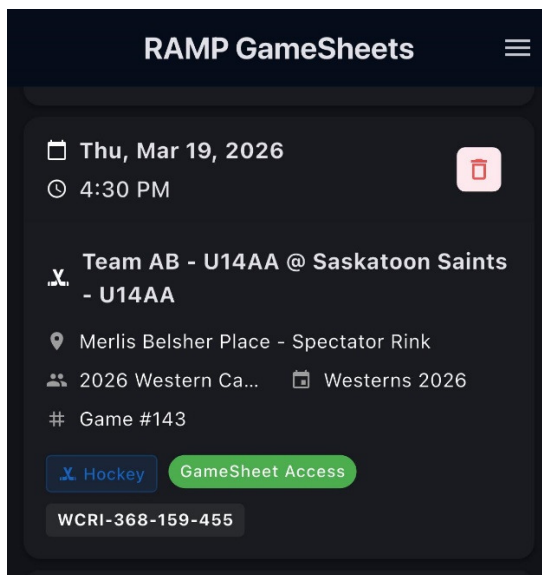 RAMP GameSheets
Thu, Mar 19, 2026
4:30 PM
Team AB - U14AA @ Saskatoon Saints
- U14AA
Merlis Belsher Place - Spectator Rink
2026 Western Ca... Westerns 2026
# Game #143
Hockey GameSheet Access
WCRI-368-159-455